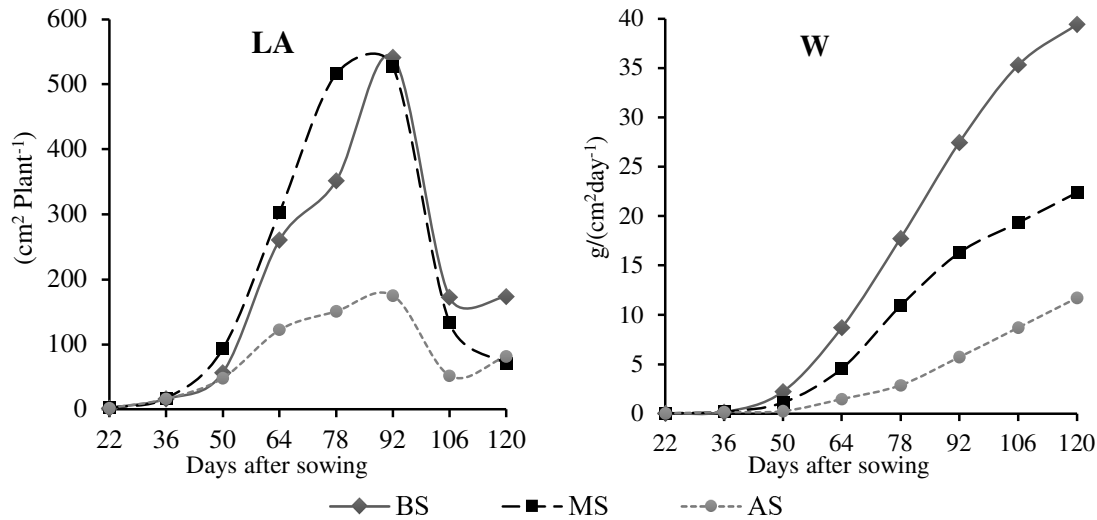 LA
(cm² Plant⁻¹)
600
500
400
300
200
100
0
22 36 50 64 78 92 106 120
Days after sowing
W
g/(cm²day⁻¹)
40
35
30
25
20
15
10
5
0
22 36 50 64 78 92 106 120
Days after sowing
BS MS AS